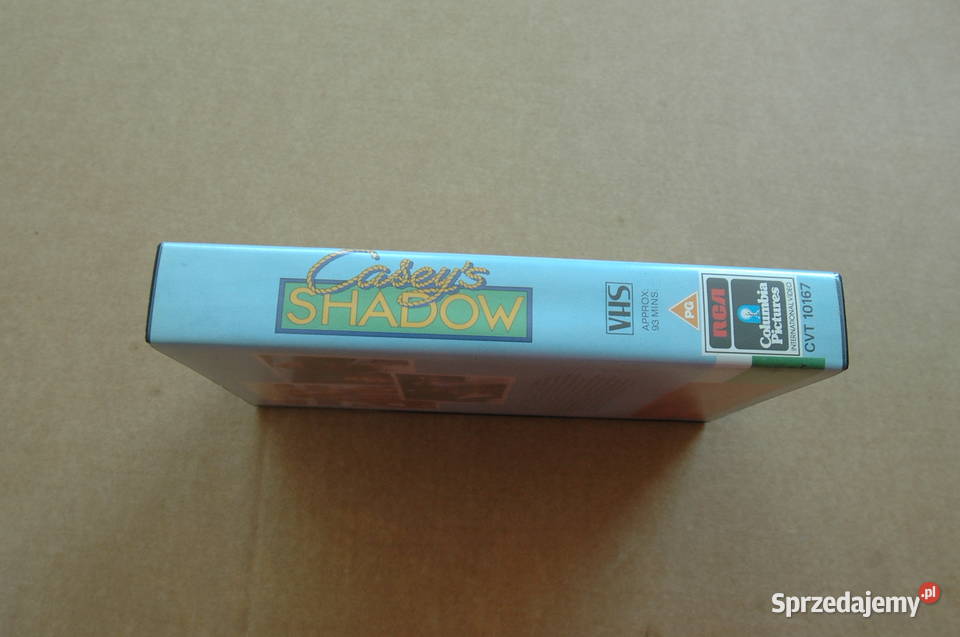 Casey's
SHADOW
VHS
APPROX.
93 MINS.
PG
RCA
Columbia
Pictures
INTERNATIONAL VIDEO
CVT 10167
Sprzedajemy.pl